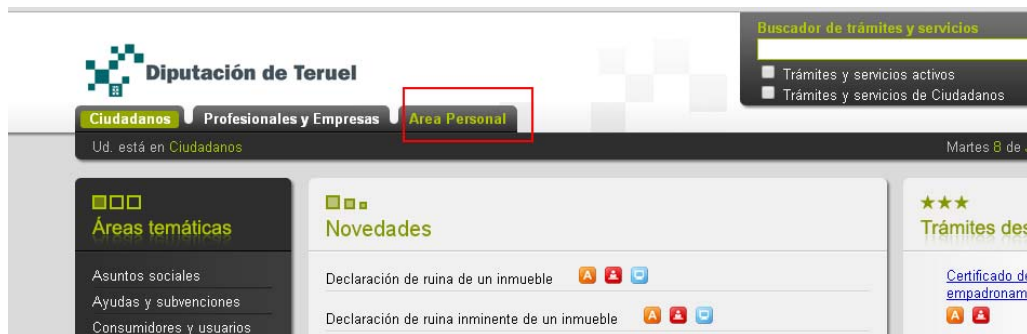 Buscador de trámites y servicios
Diputación de Teruel
Trámites y servicios activos
Trámites y servicios de Ciudadanos
Ciudadanos
Profesionales y Empresas
Area Personal
Ud. está en Ciudadanos
Martes 8 de
Áreas temáticas
Asuntos sociales
Ayudas y subvenciones
Consumidores y usuarios
Novedades
Declaración de ruina de un inmueble
A
Declaración de ruina inminente de un inmueble
A
Trámites des
Certificado de
empadronam
A